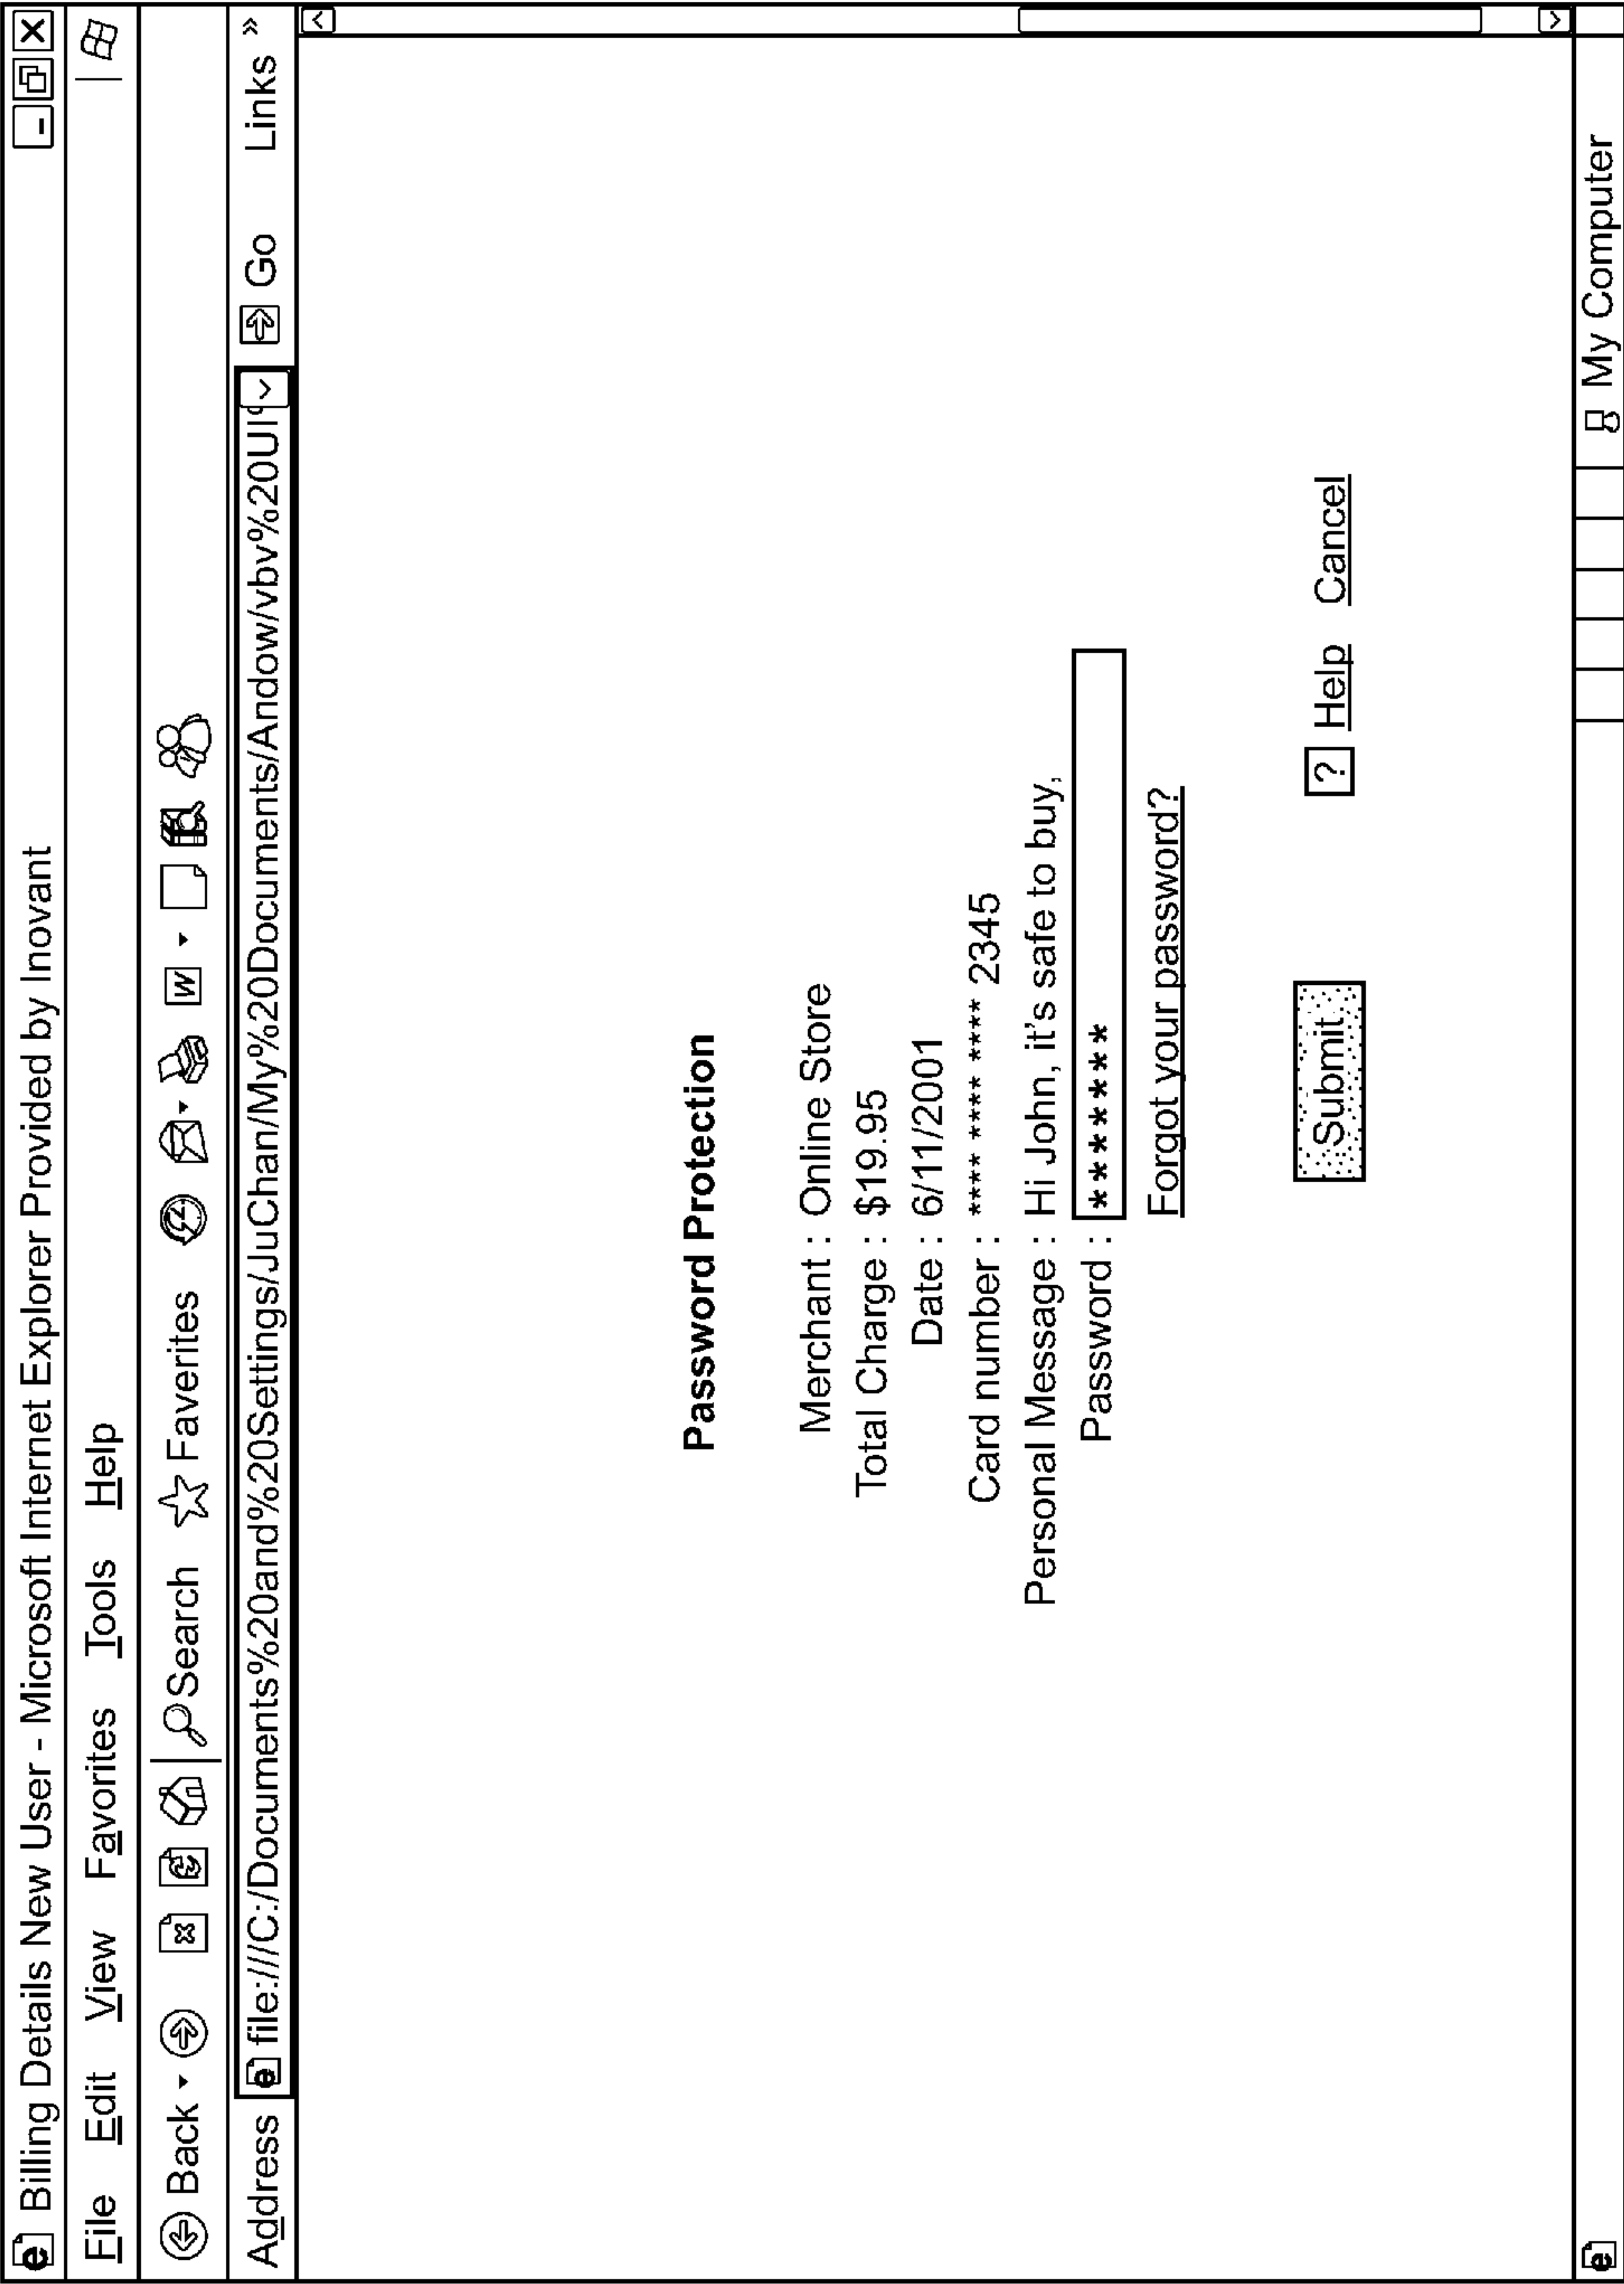 Billing Details New User - Microsoft Internet Explorer Provided by Inovant
File Edit View Favorites Tools Help
Back Search Faverites W
Address file:///C:/Documents%20and%20Settings/JuChan/My%20Documents/Andow/vbv%20UI% Go Links »
Password Protection
Merchant : Online Store
Total Charge : $19.95
Date : 6/11/2001
Card number : **** **** **** 2345
Personal Message : Hi John, it's safe to buy,
Password : *******
Forgot your password?
Submit ? Help Cancel
My Computer